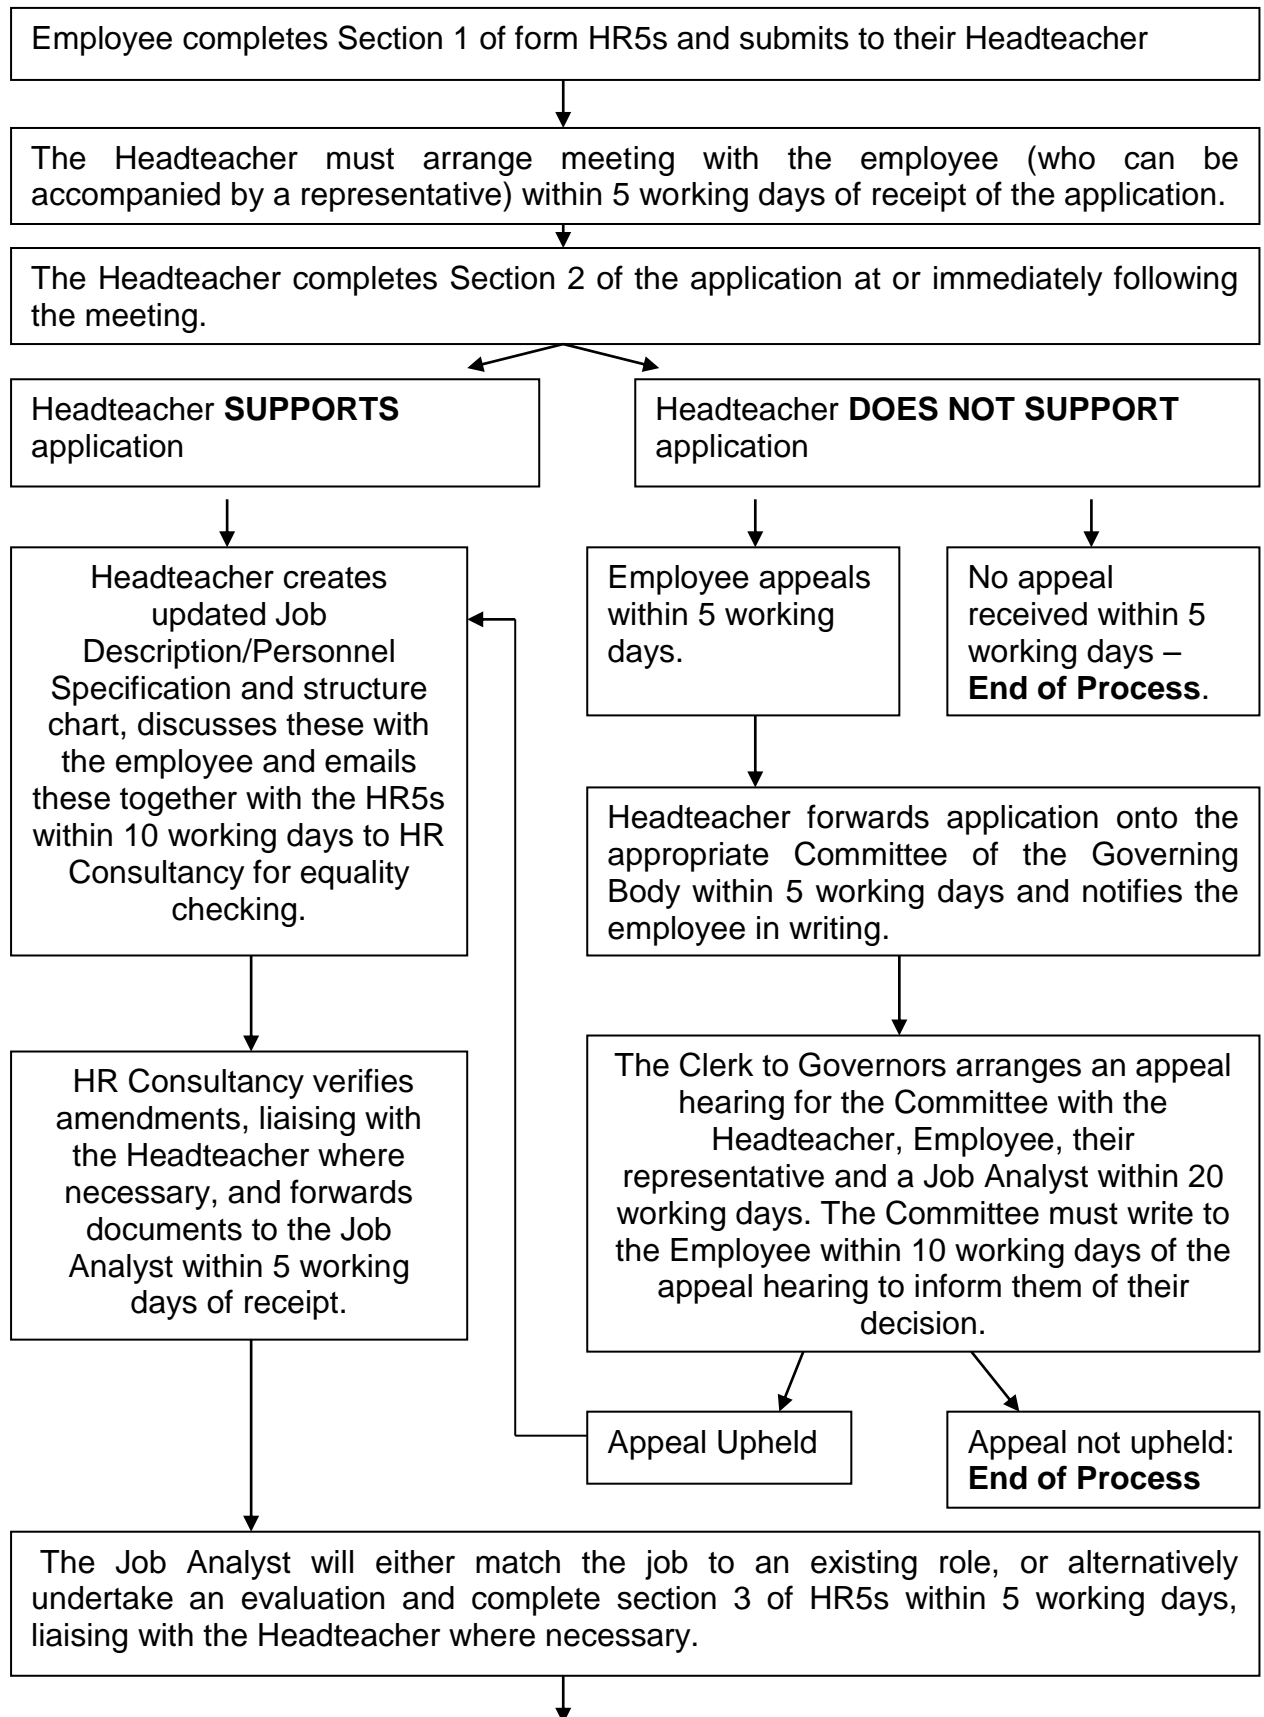 Employee completes Section 1 of form HR5s and submits to their Headteacher
The Headteacher must arrange meeting with the employee (who can be
accompanied by a representative) within 5 working days of receipt of the application.
The Headteacher completes Section 2 of the application at or immediately following
the meeting.
Headteacher SUPPORTS
application
Headteacher DOES NOT SUPPORT
application
Headteacher creates
updated Job
Description/Personnel
Specification and structure
chart, discusses these with
the employee and emails
these together with the HR5s
within 10 working days to HR
Consultancy for equality
checking.
Employee appeals
within 5 working
days.
No appeal
received within 5
working days –
End of Process.
Headteacher forwards application onto the
appropriate Committee of the Governing
Body within 5 working days and notifies the
employee in writing.
HR Consultancy verifies
amendments, liaising with
the Headteacher where
necessary, and forwards
documents to the Job
Analyst within 5 working
days of receipt.
The Clerk to Governors arranges an appeal
hearing for the Committee with the
Headteacher, Employee, their
representative and a Job Analyst within 20
working days. The Committee must write to
the Employee within 10 working days of the
appeal hearing to inform them of their
decision.
Appeal Upheld
Appeal not upheld:
End of Process
The Job Analyst will either match the job to an existing role, or alternatively
undertake an evaluation and complete section 3 of HR5s within 5 working days,
liaising with the Headteacher where necessary.